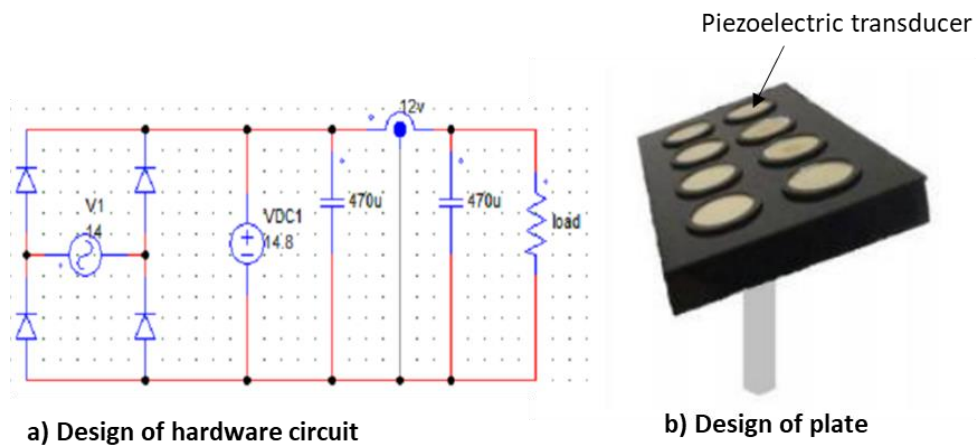 Piezoelectric transducer
12v
V1
14
VDC1
14.8
470u
470u
load
a) Design of hardware circuit
b) Design of plate